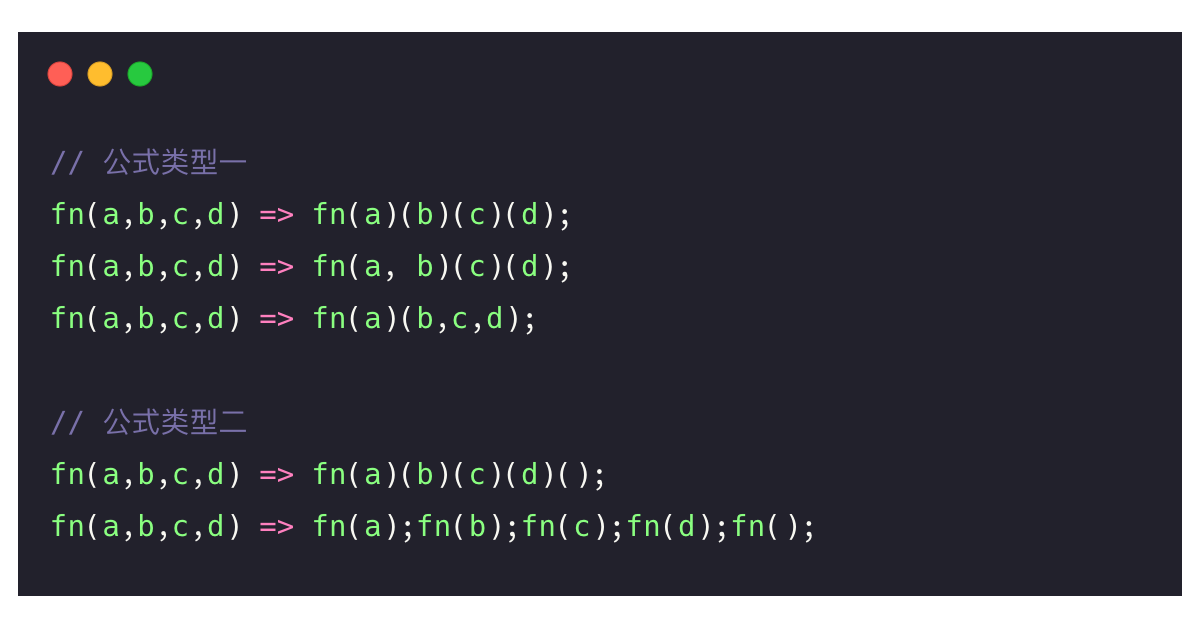 // 公式类型一
fn(a,b,c,d) => fn(a)(b)(c)(d);
fn(a,b,c,d) => fn(a, b)(c)(d);
fn(a,b,c,d) => fn(a)(b,c,d);
// 公式类型二
fn(a,b,c,d) => fn(a)(b)(c)(d)();
fn(a,b,c,d) => fn(a);fn(b);fn(c);fn(d);fn();